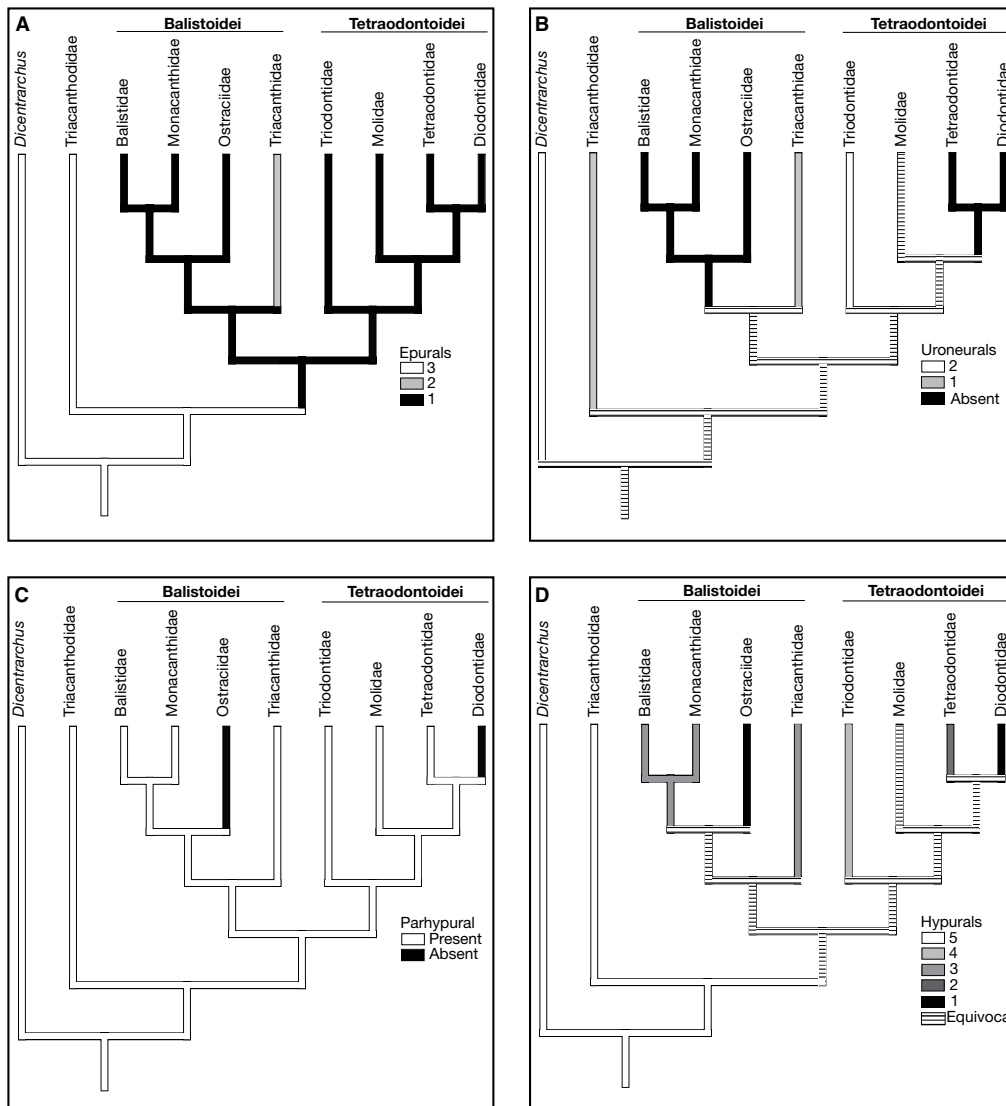 A
Balistoidei
Tetraodontoidei
Dicentrarchus
Triacanthodidae
Balistidae
Monacanthidae
Ostraciidae
Triacanthidae
Triodontidae
Molidae
Tetraodontidae
Diodontidae
Epurals
3
2
1
B
Balistoidei
Tetraodontoidei
Dicentrarchus
Triacanthodidae
Balistidae
Monacanthidae
Ostraciidae
Triacanthidae
Triodontidae
Molidae
Tetraodontidae
Diodontidae
Uroneurals
2
1
Absent
C
Balistoidei
Tetraodontoidei
Dicentrarchus
Triacanthodidae
Balistidae
Monacanthidae
Ostraciidae
Triacanthidae
Triodontidae
Molidae
Tetraodontidae
Diodontidae
Parhypural
Present
Absent
D
Balistoidei
Tetraodontoidei
Dicentrarchus
Triacanthodidae
Balistidae
Monacanthidae
Ostraciidae
Triacanthidae
Triodontidae
Molidae
Tetraodontidae
Diodontidae
Hypurals
5
4
3
2
1
Equivoca